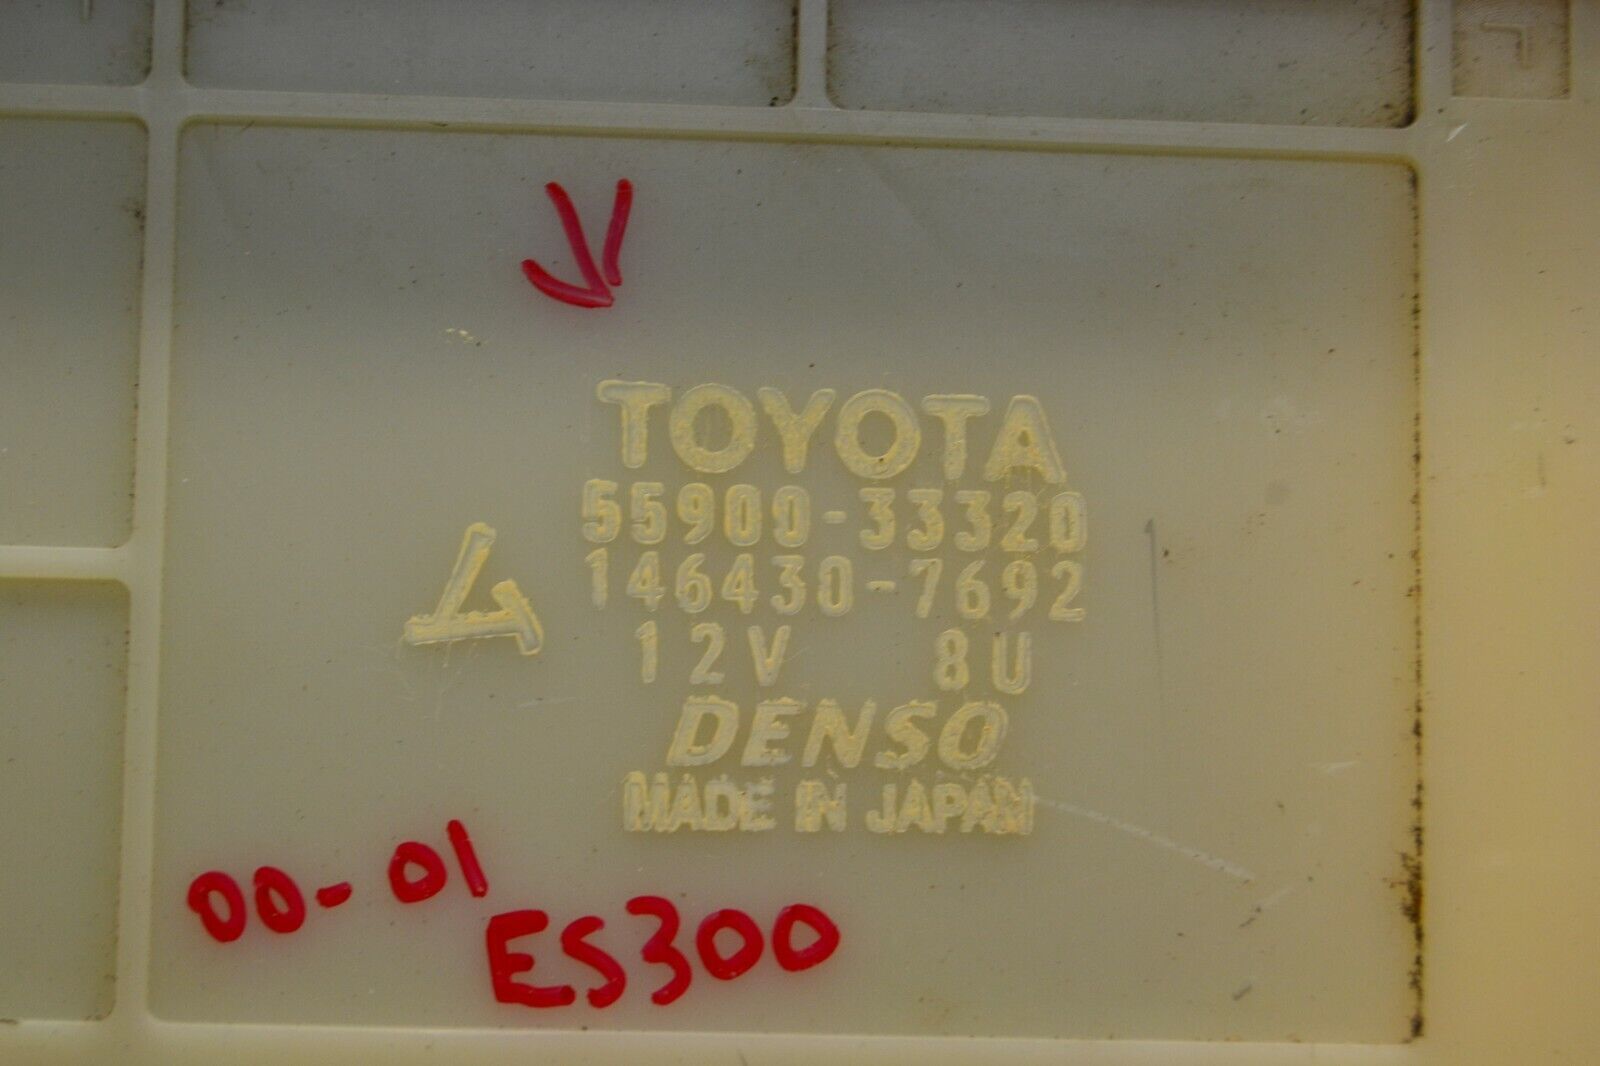 TOYOTA
55900-33320
146430-7692
12V 8U
DENSO
MADE IN JAPAN
00-01
ES300